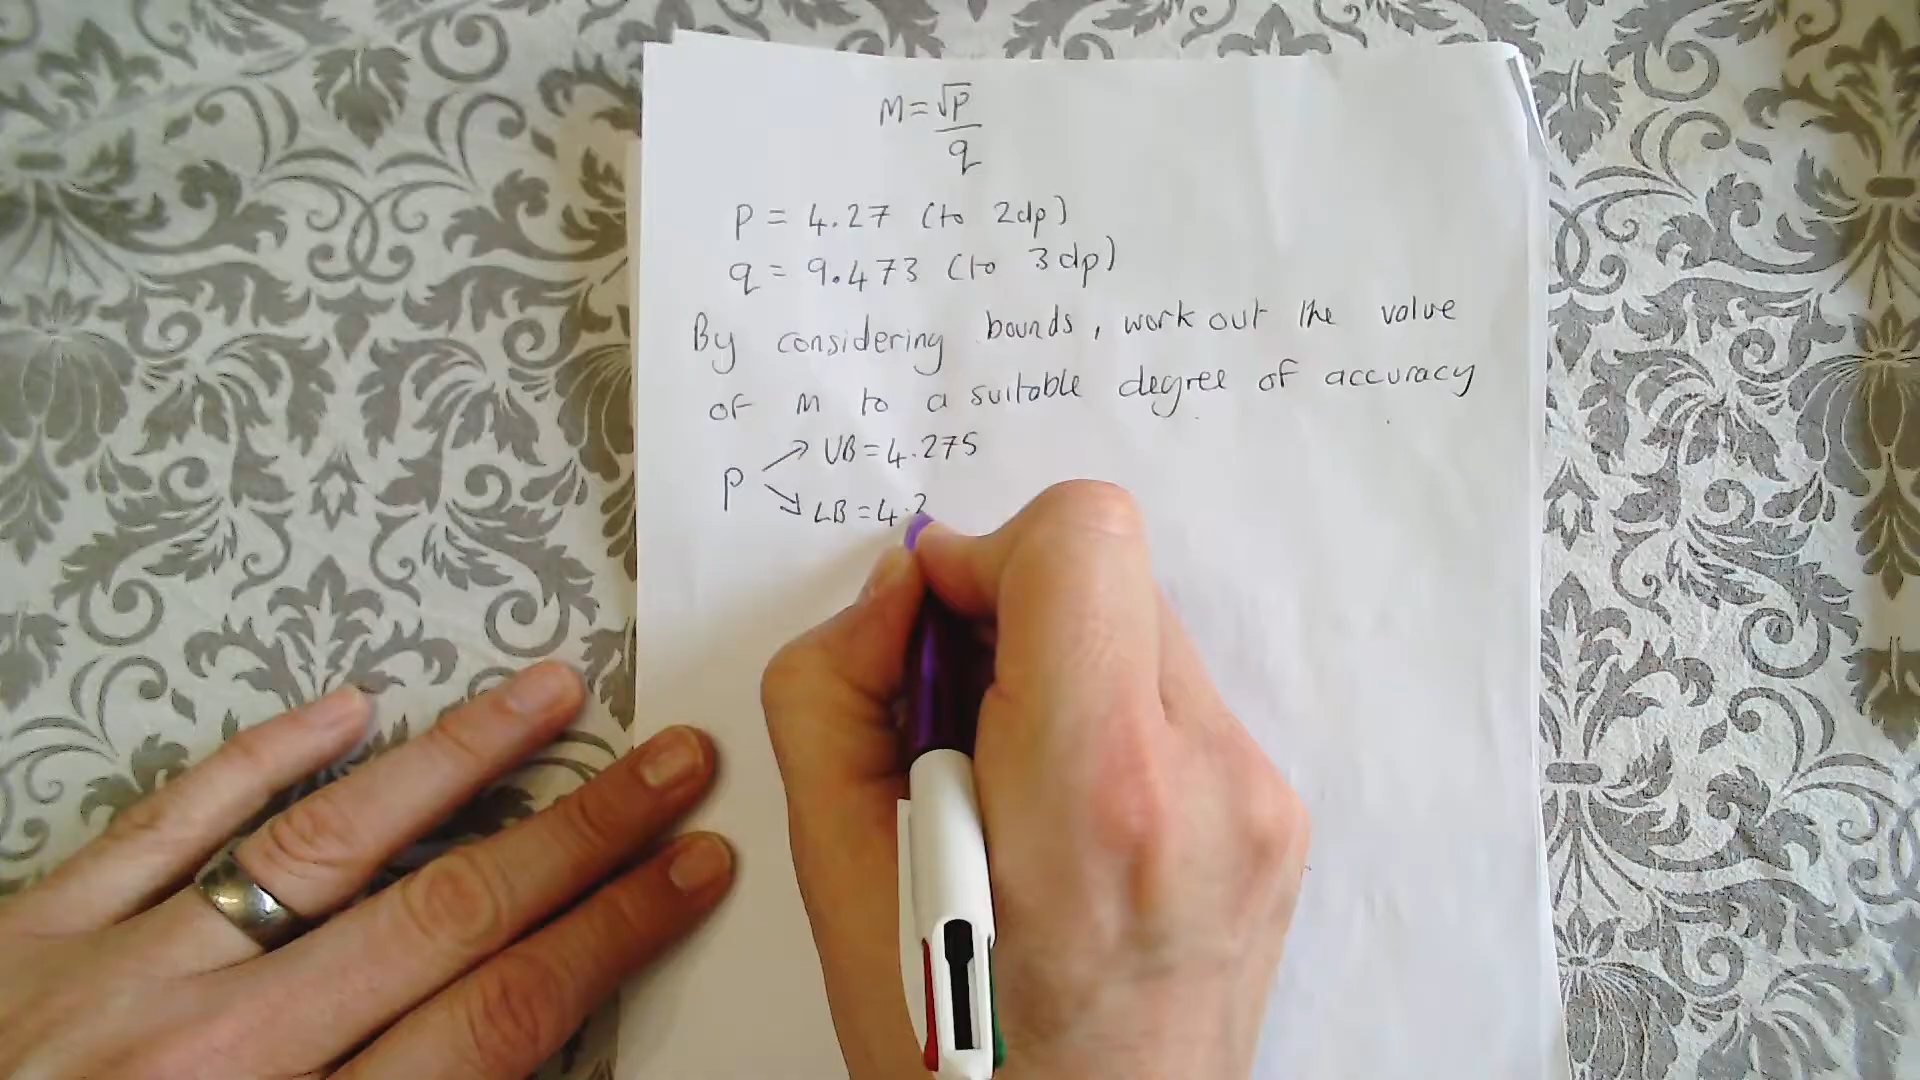 M = √P / q
P = 4.27 (to 2dp)
q = 9.473 (to 3dp)
By considering bounds, work out the value
of M to a suitable degree of accuracy
UB = 4.275
P
LB = 4.2